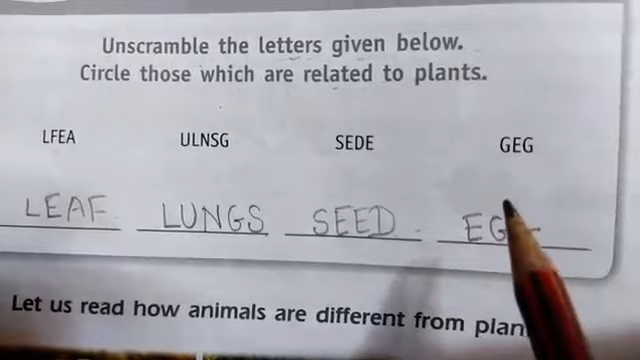 Unscramble the letters given below.
Circle those which are related to plants.
LFEA ULNSG SEDE GEG
LEAF LUNGS SEED EG
Let us read how animals are different from plan